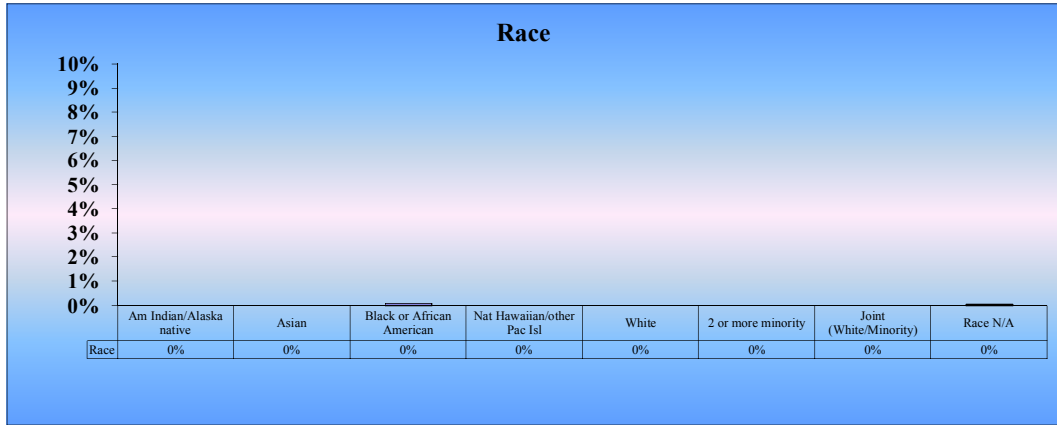 Race
10%
9%
8%
7%
6%
5%
4%
3%
2%
1%
0%
Am Indian/Alaska native
Asian
Black or African American
Nat Hawaiian/other Pac Isl
White
2 or more minority
Joint (White/Minority)
Race N/A
Race 0% 0% 0% 0% 0% 0% 0% 0%